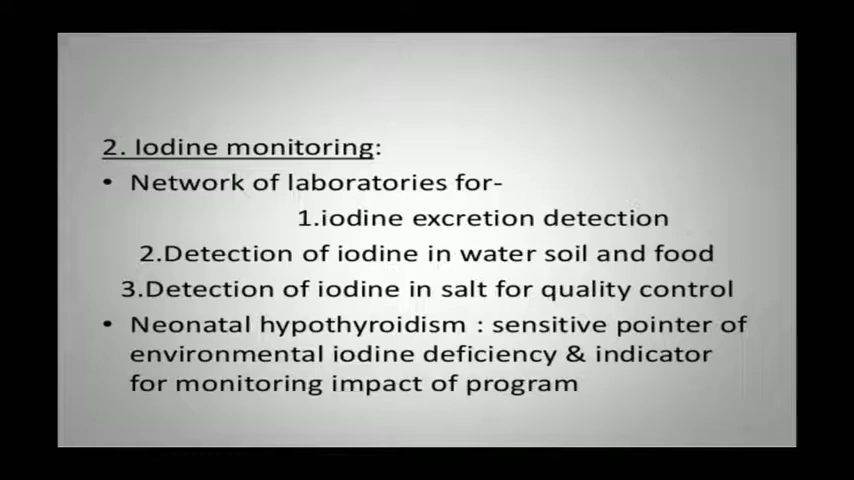 2. Iodine monitoring:
• Network of laboratories for-
1.iodine excretion detection
2.Detection of iodine in water soil and food
3.Detection of iodine in salt for quality control
• Neonatal hypothyroidism : sensitive pointer of
environmental iodine deficiency & indicator
for monitoring impact of program